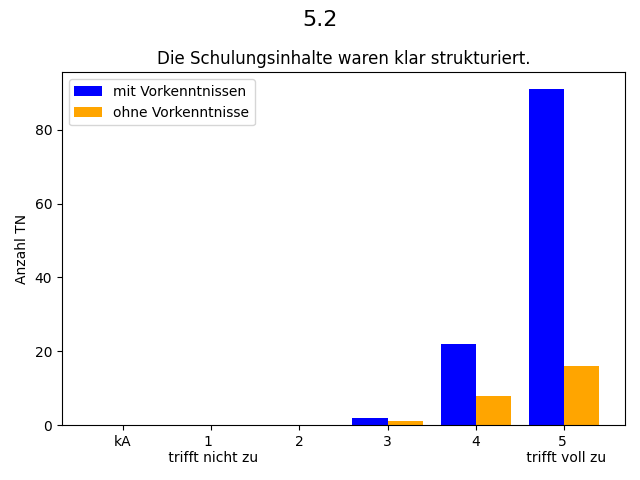 5.2
Die Schulungsinhalte waren klar strukturiert.
mit Vorkenntnissen
ohne Vorkenntnisse
Anzahl TN
80
60
40
20
0
kA 1 2 3 4 5
trifft nicht zu trifft voll zu